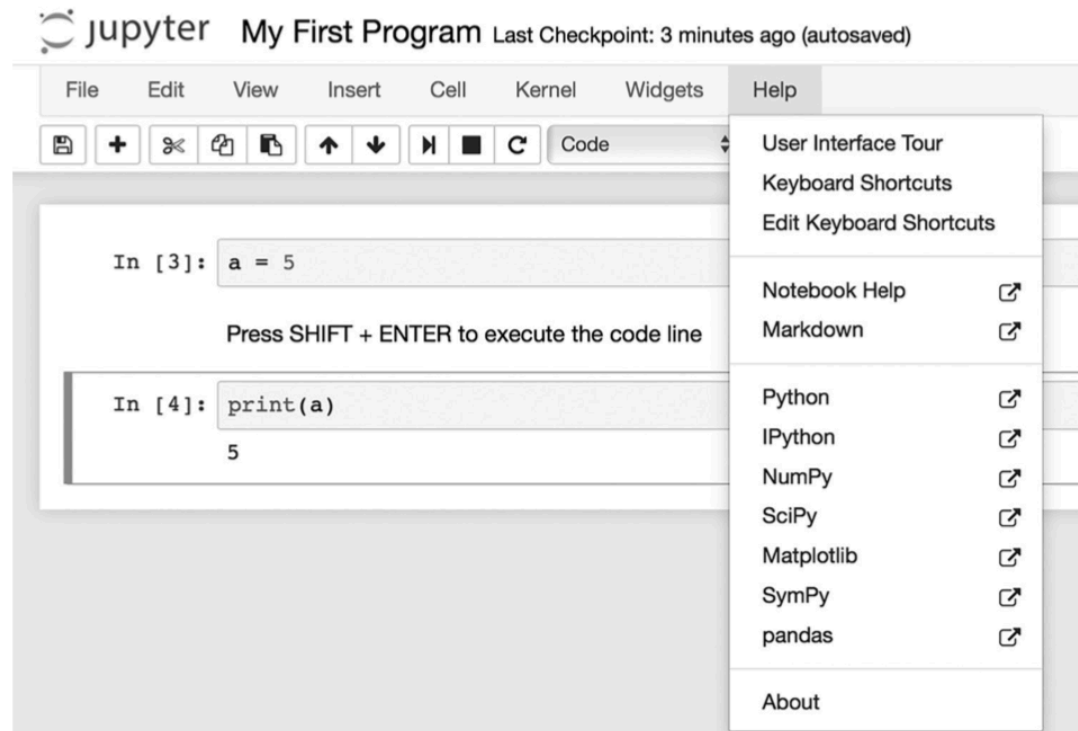 jupyter My First Program Last Checkpoint: 3 minutes ago (autosaved)
File Edit View Insert Cell Kernel Widgets Help
Code
User Interface Tour
Keyboard Shortcuts
Edit Keyboard Shortcuts
Notebook Help
Markdown
Python
IPython
NumPy
SciPy
Matplotlib
SymPy
pandas
About
In [3]: a = 5
Press SHIFT + ENTER to execute the code line
In [4]: print(a)
5